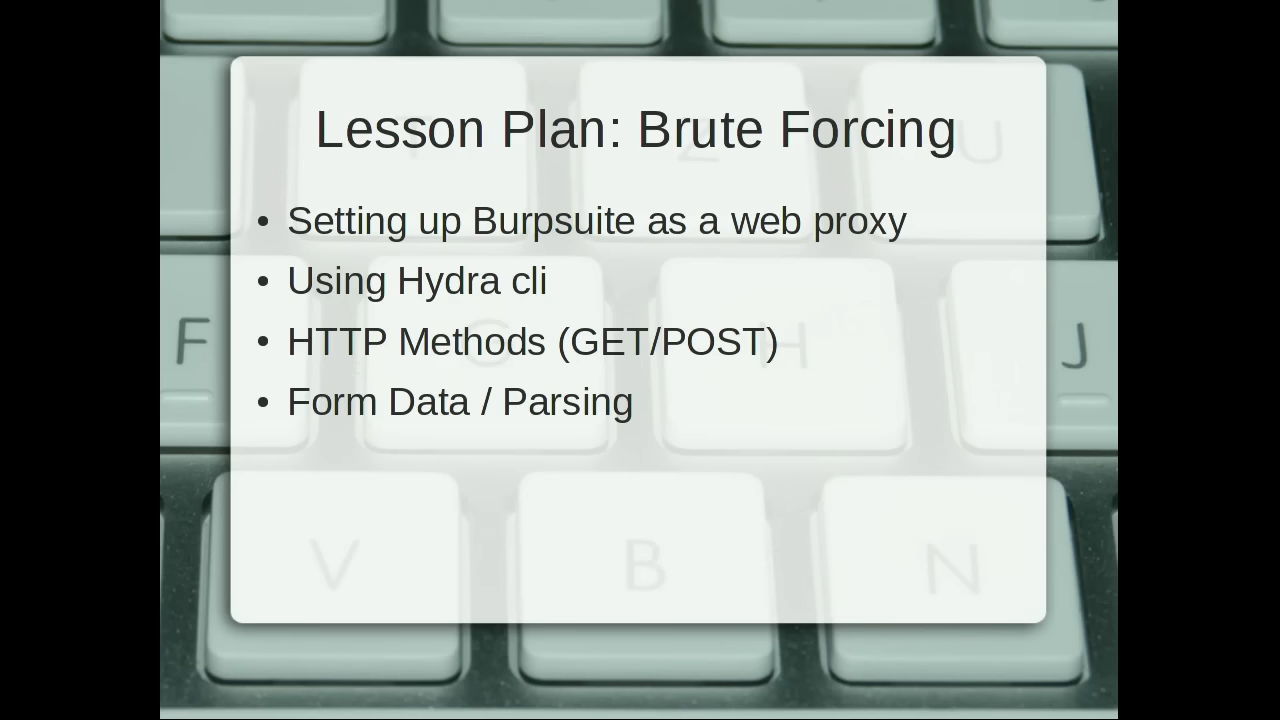 Lesson Plan: Brute Forcing
• Setting up Burpsuite as a web proxy
• Using Hydra cli
• HTTP Methods (GET/POST)
• Form Data / Parsing
F
G
H
J
V
B
N
Z
U